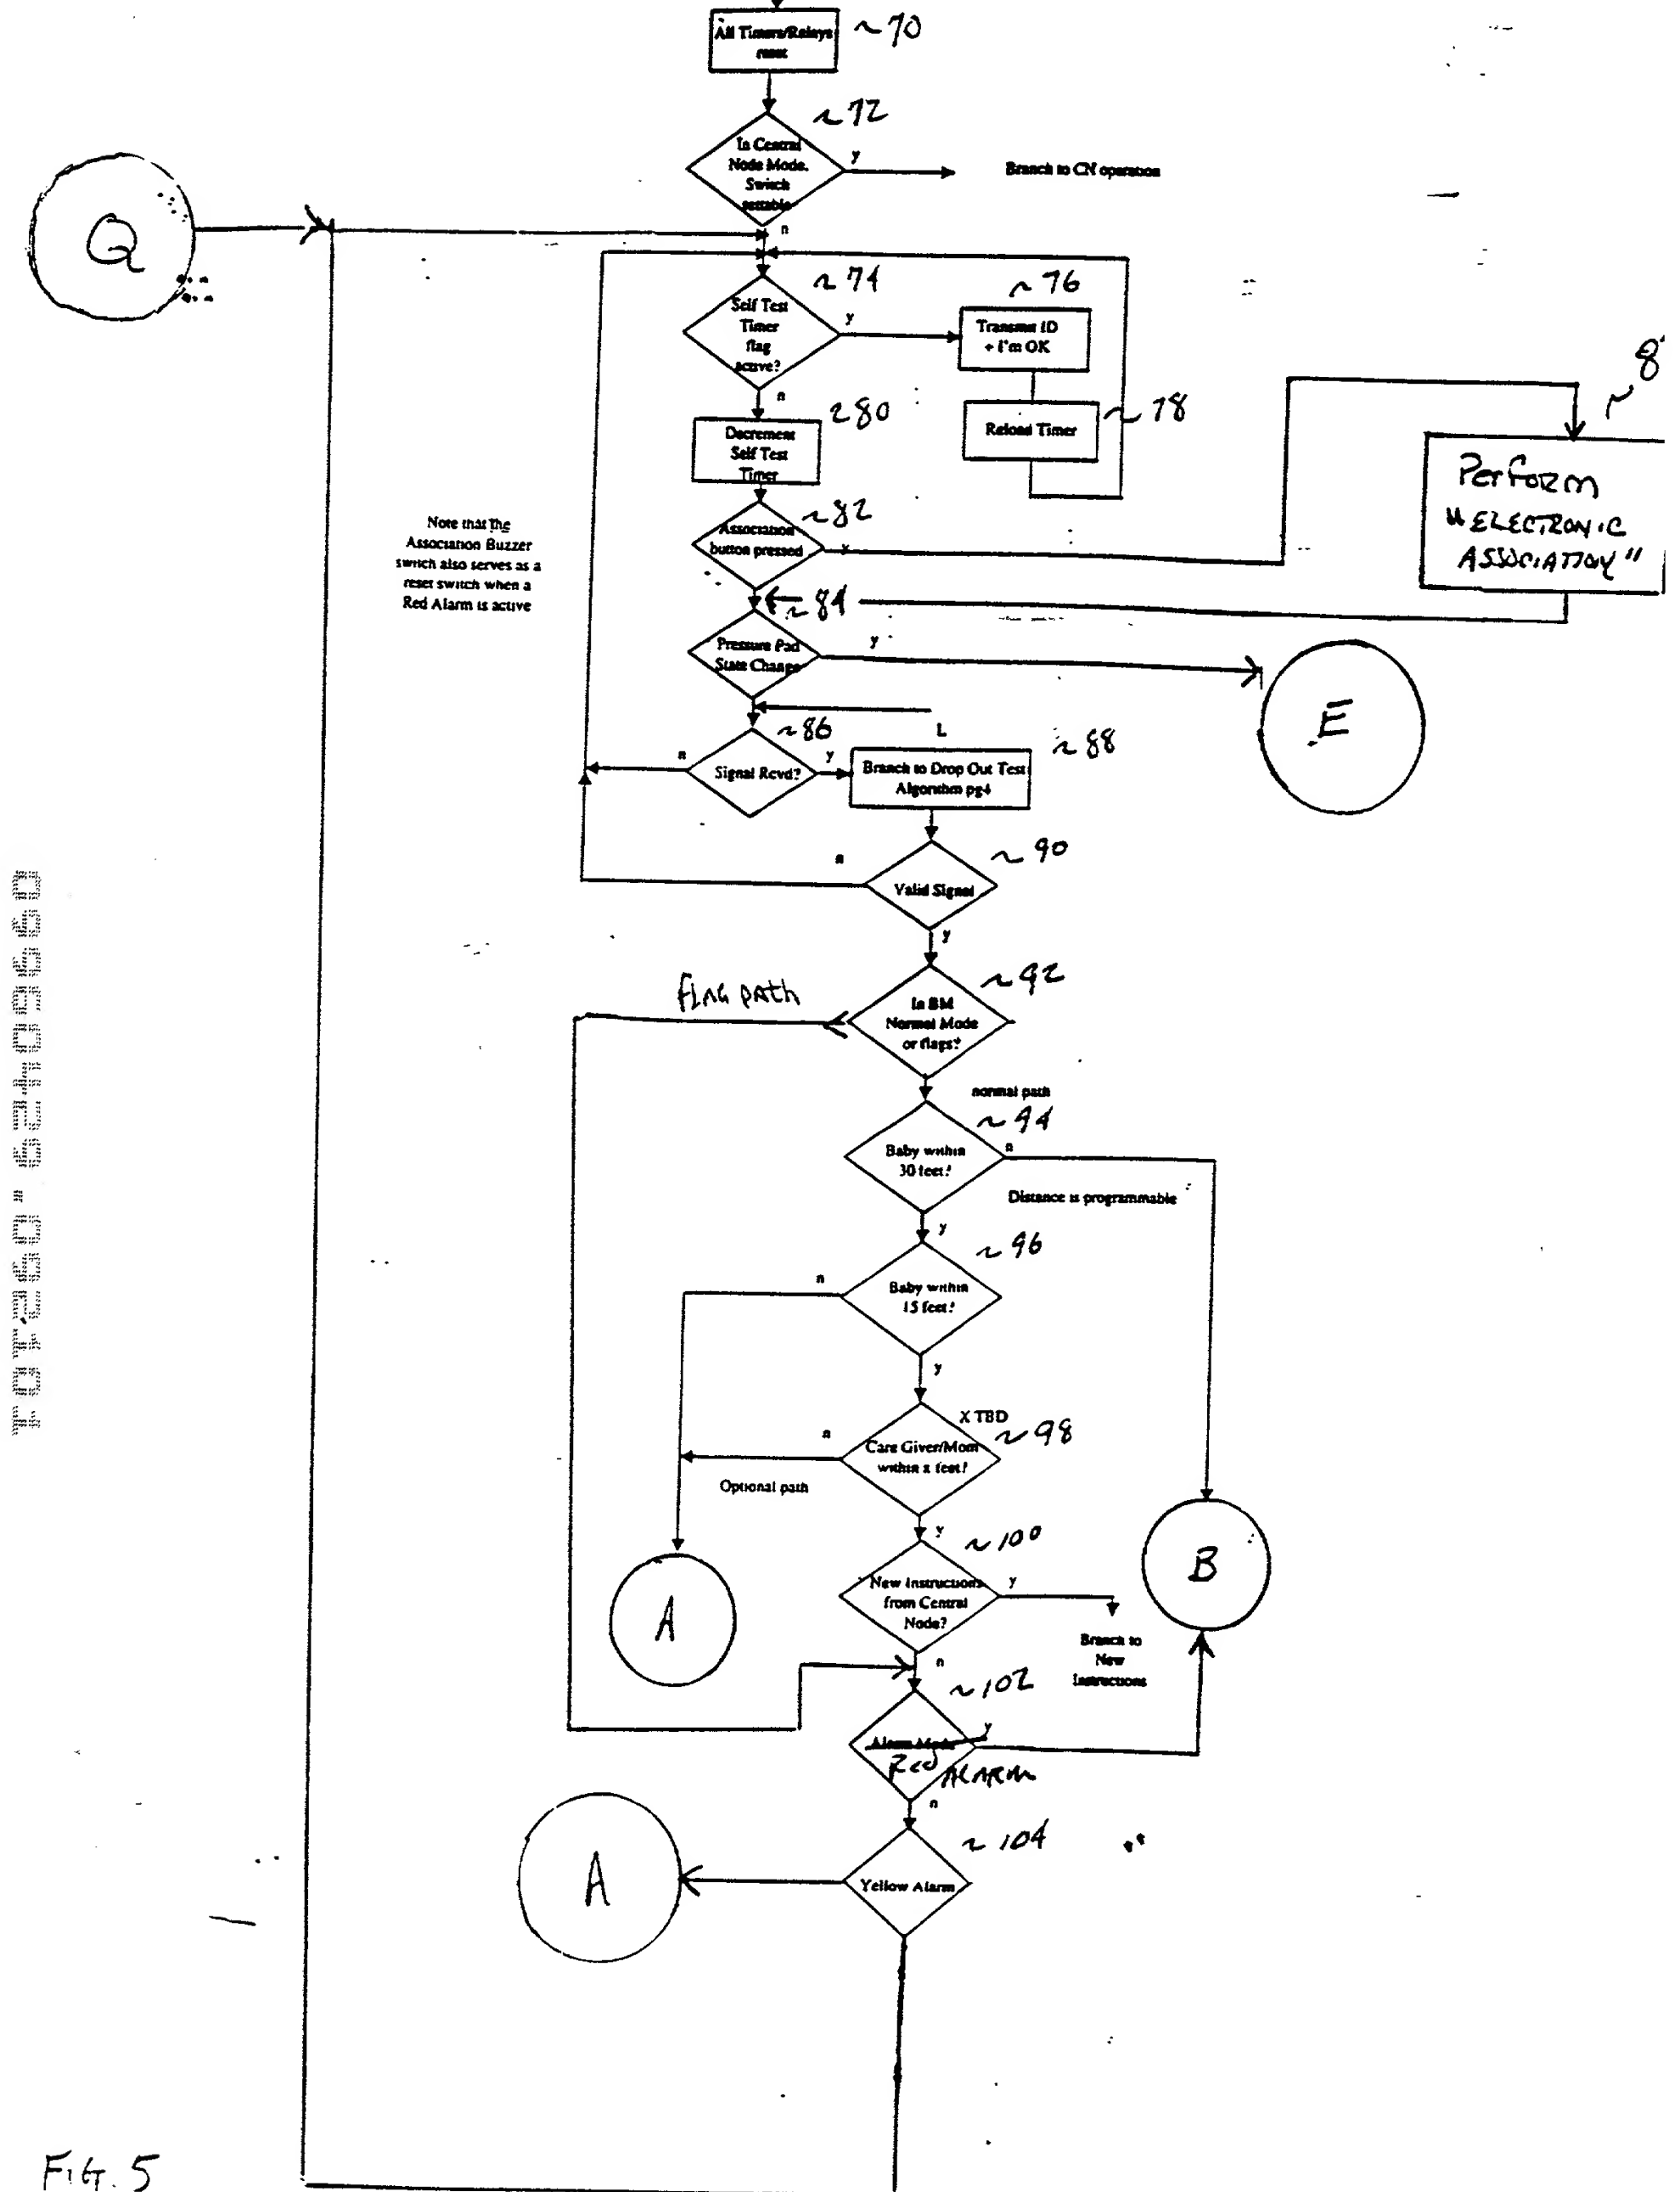 All Timers/Relays
reset
~70
~72
In Central
Node Mode.
Switch
settable
y
Branch to CN operation
Q
n
~74
Self Test
Timer
flag
active?
y
~76
Transmit ID
+ I'm OK
n
~80
Decrement
Self Test
Timer
~78
Reload Timer
8
Perform
"ELECTRONIC
ASSOCIATION"
Note that the
Association Buzzer
switch also serves as a
reset switch when a
Red Alarm is active
~82
Association
button pressed
y
~84
Pressure Pad
State Change
y
E
L
~86
n
Signal Rcvd?
y
~88
Branch to Drop Out Test
Algorithm pg4
n
~90
Valid Signal
y
flag path
~92
In BM
Normal Mode
or flags?
normal path
~94
Baby within
30 feet?
n
Distance is programmable
y
~96
n
Baby within
15 feet?
y
X TBD
~98
n
Care Giver/Mom
within x feet?
Optional path
y
~100
New Instructions
from Central
Node?
y
A
B
Branch to
New
Instructions
n
~102
Alarm Mode
y
Red ALARM
n
~104
Yellow Alarm
A
FIG. 5